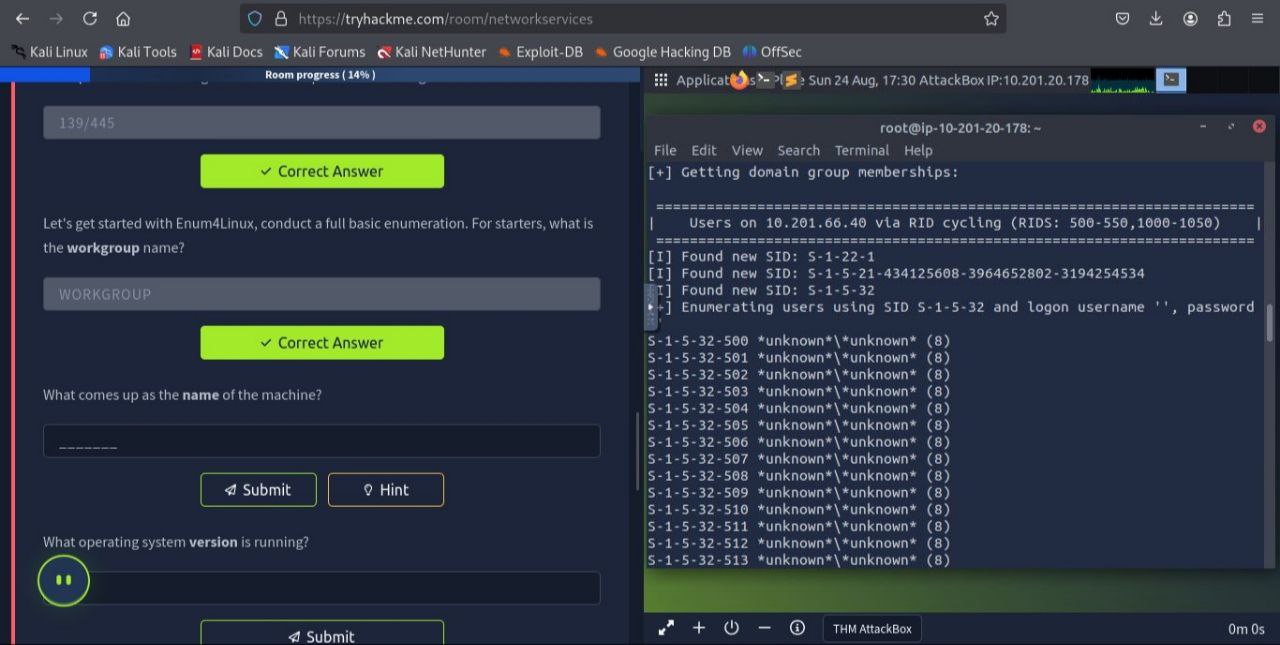 https://tryhackme.com/room/networkservices
Kali Linux Kali Tools Kali Docs Kali Forums Kali NetHunter Exploit-DB Google Hacking DB OffSec
Room progress ( 14% )
139/445
✓ Correct Answer
Let's get started with Enum4Linux, conduct a full basic enumeration. For starters, what is
the workgroup name?
WORKGROUP
✓ Correct Answer
What comes up as the name of the machine?
_______
Submit Hint
What operating system version is running?
Submit
Sun 24 Aug, 17:30 AttackBox IP:10.201.20.178
root@ip-10-201-20-178: ~
File Edit View Search Terminal Help
[+] Getting domain group memberships:
=======================================================================
| Users on 10.201.66.40 via RID cycling (RIDS: 500-550,1000-1050) |
=======================================================================
[I] Found new SID: S-1-22-1
[I] Found new SID: S-1-5-21-434125608-3964652802-3194254534
I] Found new SID: S-1-5-32
+] Enumerating users using SID S-1-5-32 and logon username '', password
S-1-5-32-500 *unknown*\*unknown* (8)
S-1-5-32-501 *unknown*\*unknown* (8)
S-1-5-32-502 *unknown*\*unknown* (8)
S-1-5-32-503 *unknown*\*unknown* (8)
S-1-5-32-504 *unknown*\*unknown* (8)
S-1-5-32-505 *unknown*\*unknown* (8)
S-1-5-32-506 *unknown*\*unknown* (8)
S-1-5-32-507 *unknown*\*unknown* (8)
S-1-5-32-508 *unknown*\*unknown* (8)
S-1-5-32-509 *unknown*\*unknown* (8)
S-1-5-32-510 *unknown*\*unknown* (8)
S-1-5-32-511 *unknown*\*unknown* (8)
S-1-5-32-512 *unknown*\*unknown* (8)
S-1-5-32-513 *unknown*\*unknown* (8)
THM AttackBox
0m 0s